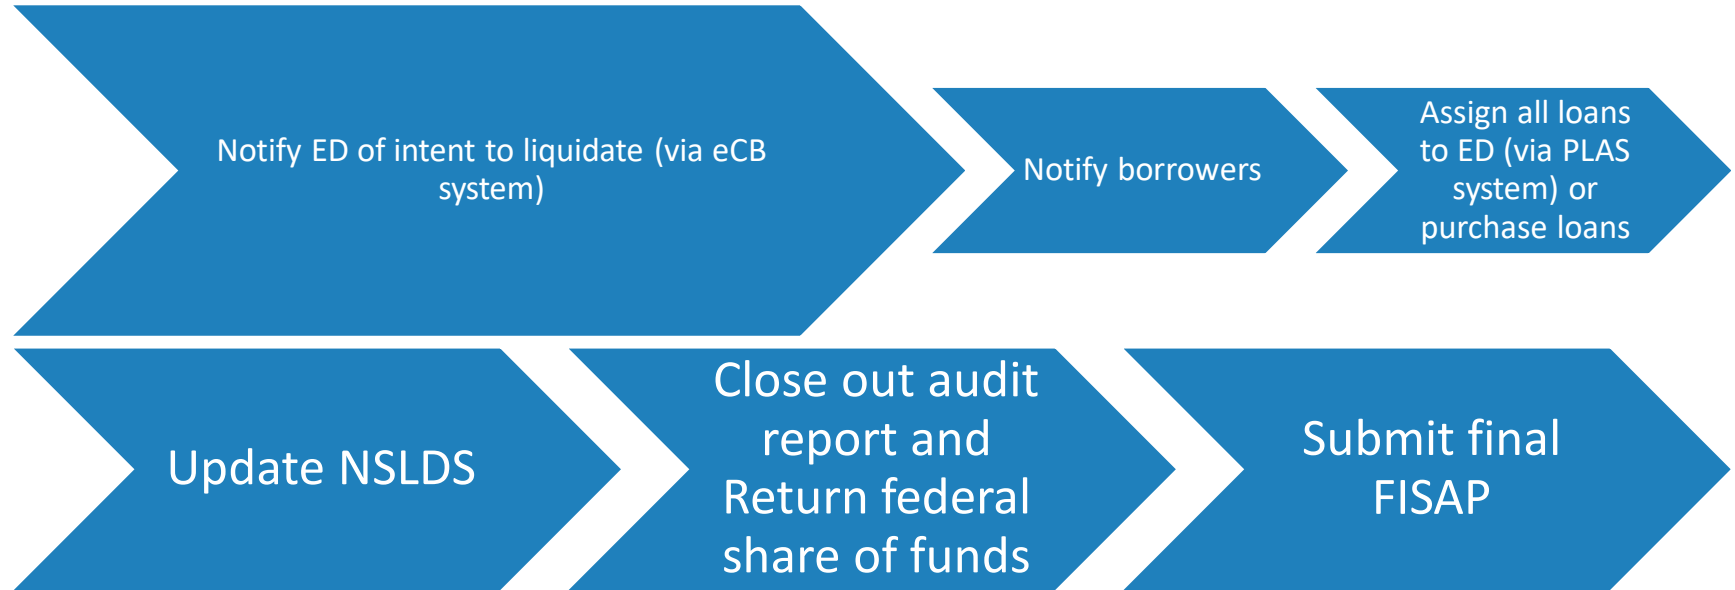 Notify ED of intent to liquidate (via eCB
system)
Notify borrowers
Assign all loans
to ED (via PLAS
system) or
purchase loans
Update NSLDS
Close out audit
report and
Return federal
share of funds
Submit final
FISAP